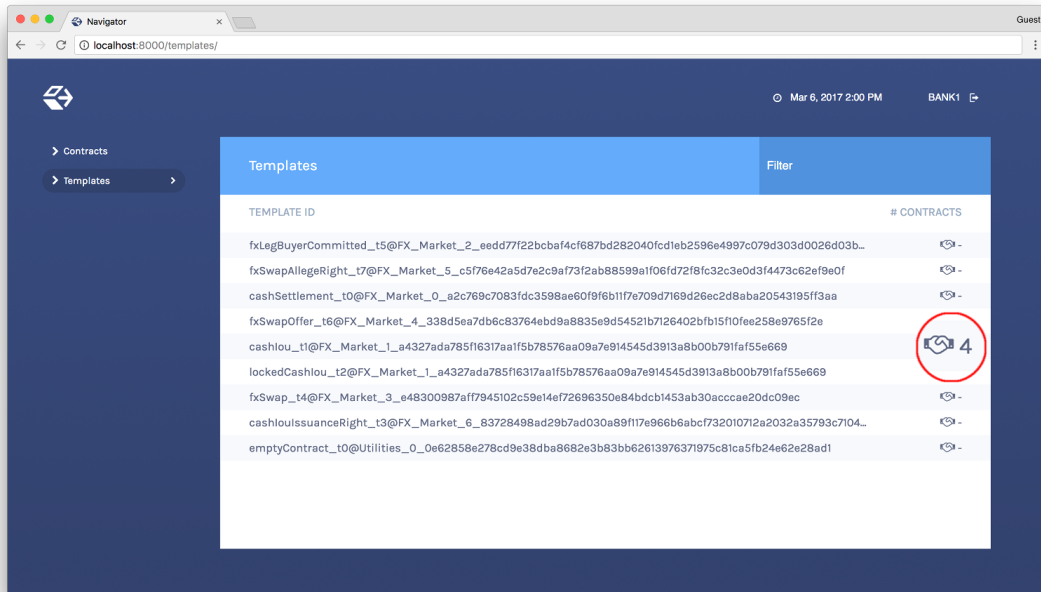 Navigator
Guest
localhost:8000/templates/
Mar 6, 2017 2:00 PM
BANK1
Contracts
Templates
Templates
Filter
TEMPLATE ID
# CONTRACTS
fxLegBuyerCommitted_t5@FX_Market_2_eedd77f22bcbaf4cf687bd282040fcd1eb2596e4997c079d303d0026d03b... -
fxSwapAllegeRight_t7@FX_Market_5_c5f76e42a5d7e2c9af73f2ab88599a1f06fd72f8fc32c3e0d3f4473c62ef9e0f -
cashSettlement_t0@FX_Market_0_a2c769c7083fdc3598ae60f9f6b11f7e709d7169d26ec2d8aba20543195ff3aa -
fxSwapOffer_t6@FX_Market_4_338d5ea7db6c83764ebd9a8835e9d54521b7126402bfb15f10fee258e9765f2e
cashIou_t1@FX_Market_1_a4327ada785f16317aa1f5b78576aa09a7e914545d3913a8b00b791faf55e669 4
lockedCashIou_t2@FX_Market_1_a4327ada785f16317aa1f5b78576aa09a7e914545d3913a8b00b791faf55e669
fxSwap_t4@FX_Market_3_e48300987aff7945102c59e14ef72696350e84bdcb1453ab30acccae20dc09ec -
cashIouIssuanceRight_t3@FX_Market_6_83728498ad29b7ad030a89f117e966b6abcf732010712a2032a35793c7104... -
emptyContract_t0@Utilities_0_0e62858e278cd9e38dba8682e3b83bb62613976371975c81ca5fb24e62e28ad1 -